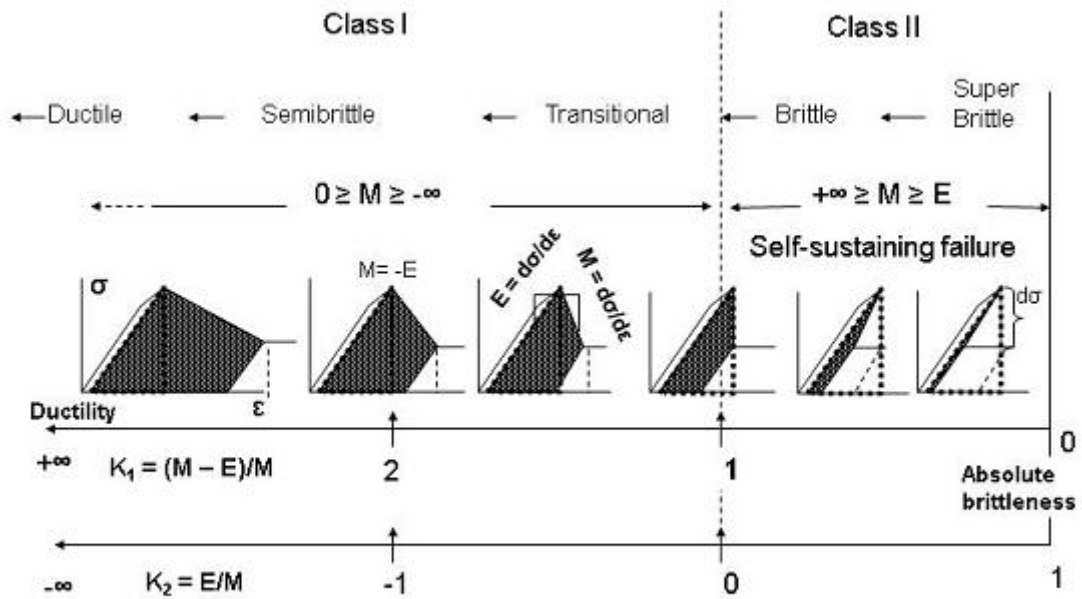 Class I
Class II
Ductile
Semibrittle
Transitional
Brittle
Super
Brittle
0 ≥ M ≥ -∞
+∞ ≥ M ≥ E
Self-sustaining failure
σ
M= -E
E = dσ/dε
M = dσ/dε
dσ
ε
Ductility
0
+∞
K₁ = (M – E)/M
2
1
Absolute
brittleness
-∞
K₂ = E/M
-1
0
1